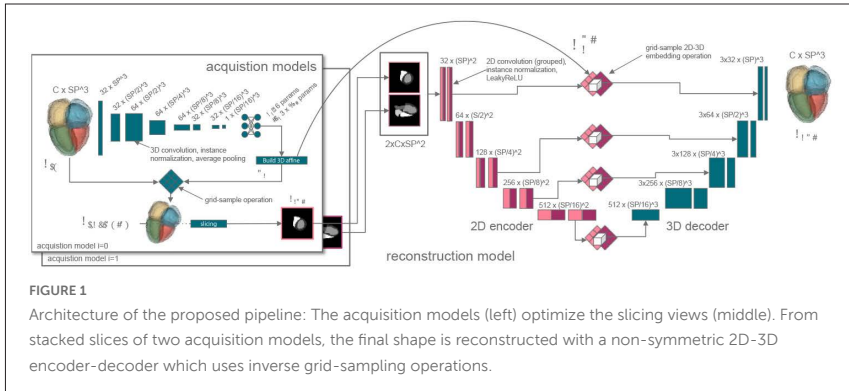 acquistion models
C x SP^3
32 x SP^3
32 x (SP/2)^3
64 x (SP/2)^3
64 x (SP/4)^3
64 x (SP/8)^3
32 x (SP/8)^3
32 x (SP/16)^3
1 x (SP/16)^3
3D convolution, instance
normalization, average pooling
Build 3D affine
grid-sample operation
slicing
acquistion model i=0
acquistion model i=1
2xCxSP^2
32 x (SP)^2
2D convolution (grouped),
instance normalization,
LeakyReLU
64 x (S/2)^2
128 x (SP/4)^2
256 x (SP/8)^2
512 x (SP/16)^2
2D encoder
reconstruction model
grid-sample 2D-3D
embedding operation
3x32 x (SP)^3
3x64 x (SP/2)^3
3x128 x (SP/4)^3
3x256 x (SP/8)^3
512 x (SP/16)^3
3D decoder
C x SP^3
FIGURE 1
Architecture of the proposed pipeline: The acquisition models (left) optimize the slicing views (middle). From
stacked slices of two acquisition models, the final shape is reconstructed with a non-symmetric 2D-3D
encoder-decoder which uses inverse grid-sampling operations.